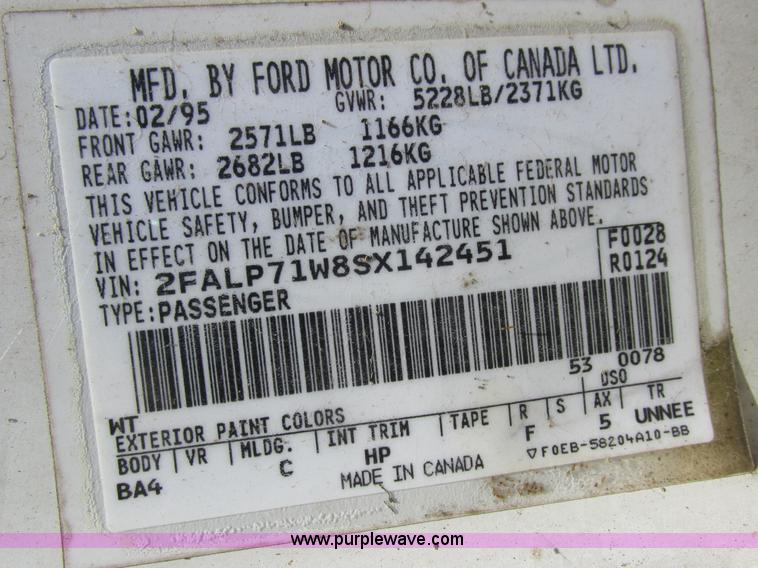 MFD. BY FORD MOTOR CO. OF CANADA LTD.
DATE: 02/95 GVWR: 5228LB/2371KG
FRONT GAWR: 2571LB 1166KG
REAR GAWR: 2682LB 1216KG
THIS VEHICLE CONFORMS TO ALL APPLICABLE FEDERAL MOTOR
VEHICLE SAFETY, BUMPER, AND THEFT PREVENTION STANDARDS
IN EFFECT ON THE DATE OF MANUFACTURE SHOWN ABOVE.
VIN: 2FALP71W8SX142451 F0028
TYPE: PASSENGER R0124
53 0078
WT DSO
EXTERIOR PAINT COLORS
BODY VR MLDG. INT TRIM TAPE R S AX TR
BA4 C HP F 5 UNNEE
MADE IN CANADA ▽F0EB-58204A10-BB
www.purplewave.com